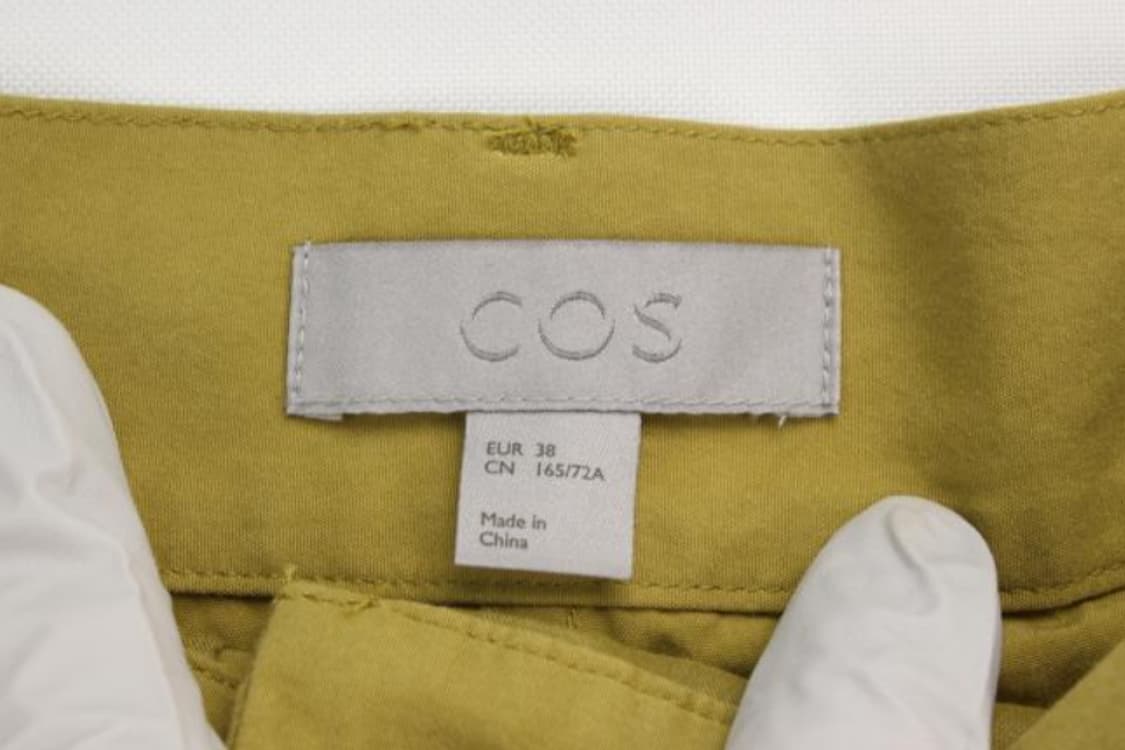 COS
EUR 38
CN 165/72A
Made in
China